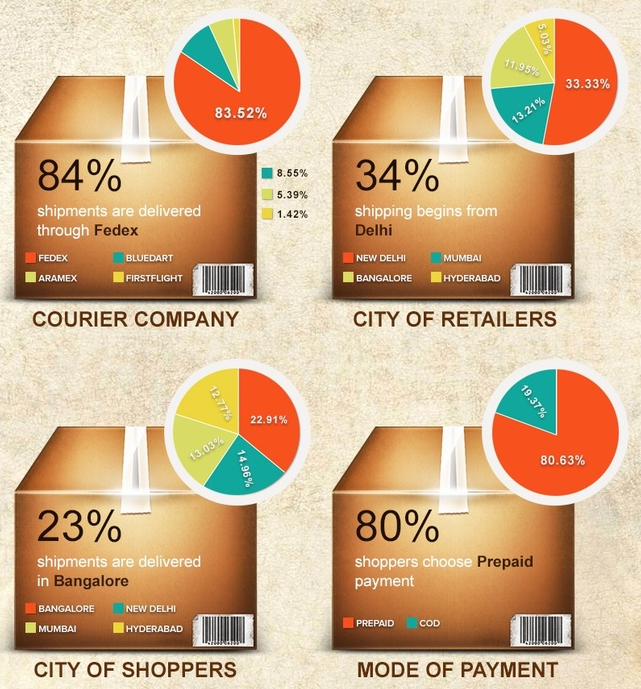 83.52%
84%
shipments are delivered
through Fedex
8.55%
5.39%
1.42%
FEDEX BLUEDART
ARAMEX FIRSTFLIGHT
COURIER COMPANY
5.03%
11.95%
33.33%
13.21%
34%
shipping begins from
Delhi
NEW DELHI MUMBAI
BANGALORE HYDERABAD
CITY OF RETAILERS
12.77%
22.91%
13.03%
14.96%
23%
shipments are delivered
in Bangalore
BANGALORE NEW DELHI
MUMBAI HYDERABAD
CITY OF SHOPPERS
19.37%
80.63%
80%
shoppers choose Prepaid
payment
PREPAID COD
MODE OF PAYMENT